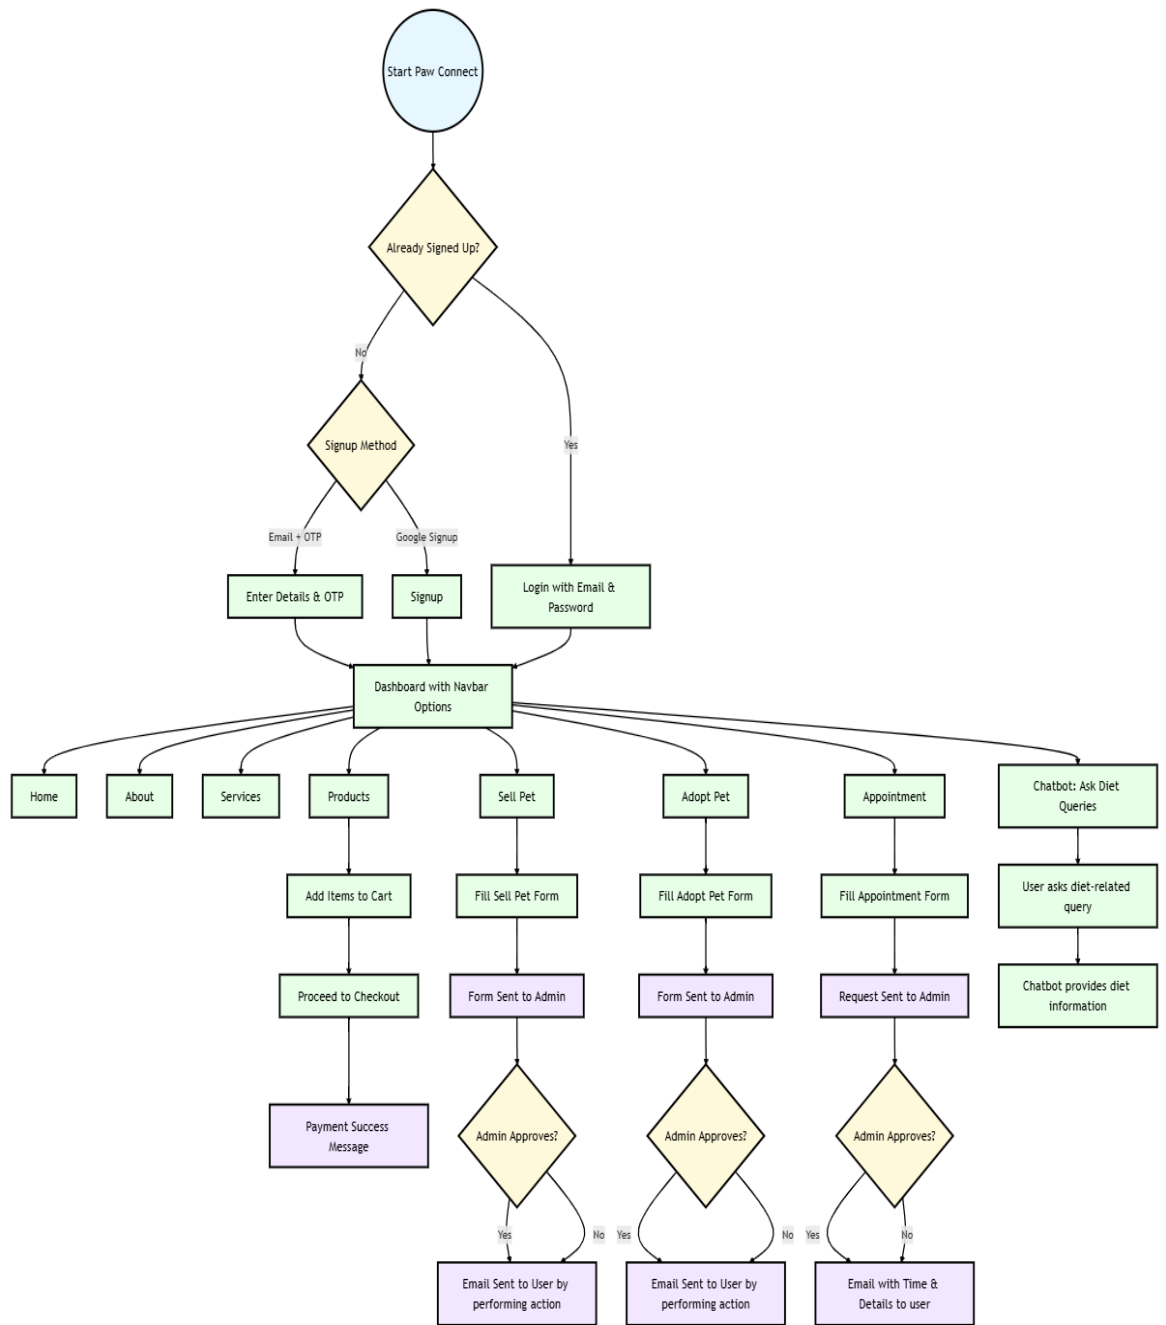 Start Paw Connect
Already Signed Up?
No
Signup Method
Yes
Email + OTP
Google Signup
Enter Details & OTP
Signup
Login with Email &
Password
Dashboard with Navbar
Options
Home
About
Services
Products
Sell Pet
Adopt Pet
Appointment
Chatbot: Ask Diet
Queries
Add Items to Cart
Fill Sell Pet Form
Fill Adopt Pet Form
Fill Appointment Form
User asks diet-related
query
Proceed to Checkout
Form Sent to Admin
Form Sent to Admin
Request Sent to Admin
Chatbot provides diet
information
Payment Success
Message
Admin Approves?
Admin Approves?
Admin Approves?
Yes
No
Yes
No
Yes
No
Email Sent to User by
performing action
Email Sent to User by
performing action
Email with Time &
Details to user